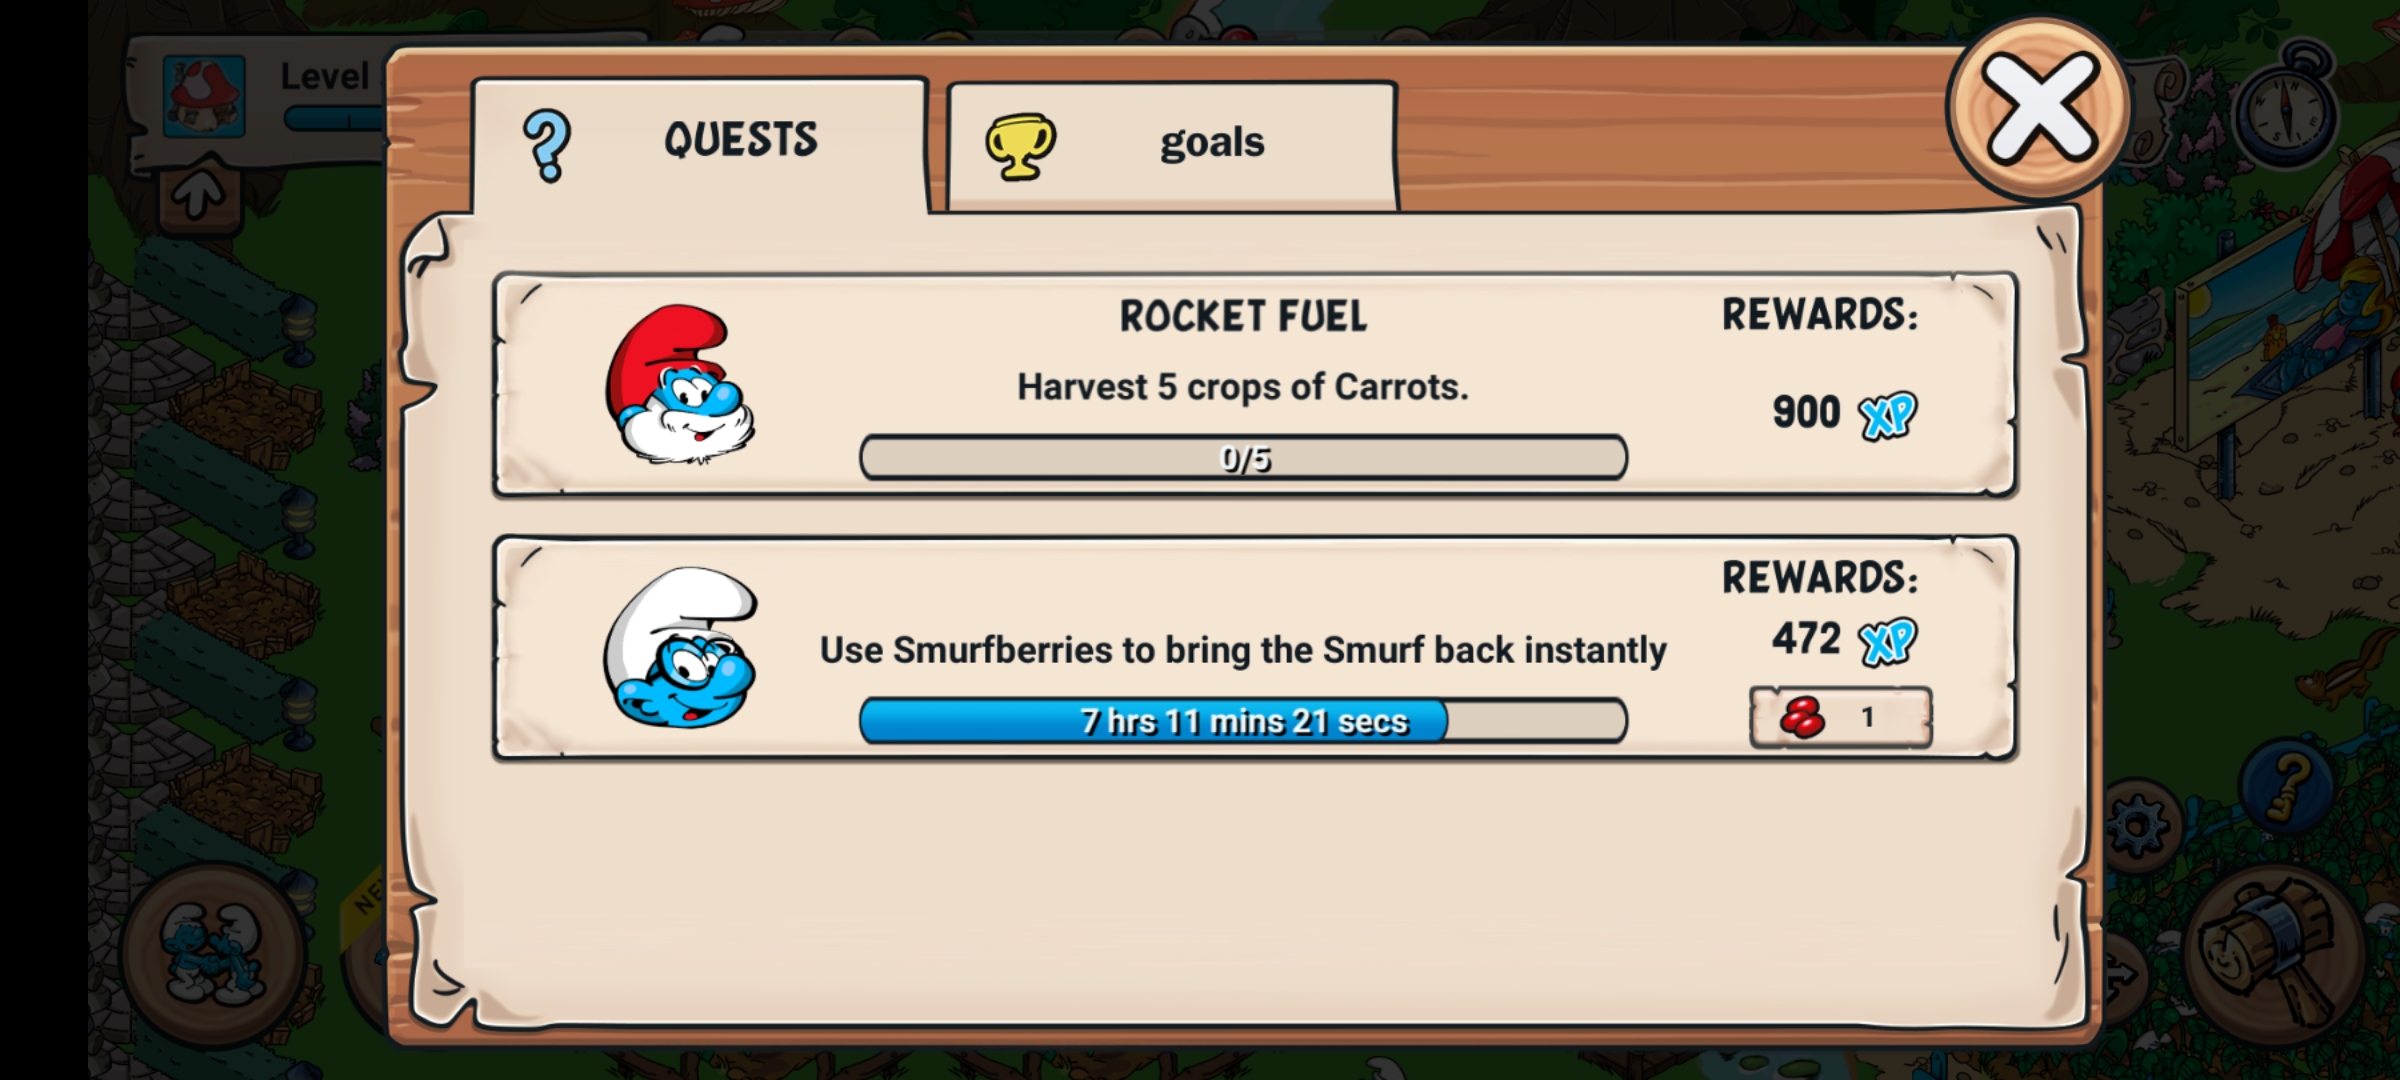 Level
QUESTS
goals
ROCKET FUEL
REWARDS:
Harvest 5 crops of Carrots.
900 XP
0/5
REWARDS:
472 XP
Use Smurfberries to bring the Smurf back instantly
7 hrs 11 mins 21 secs
1